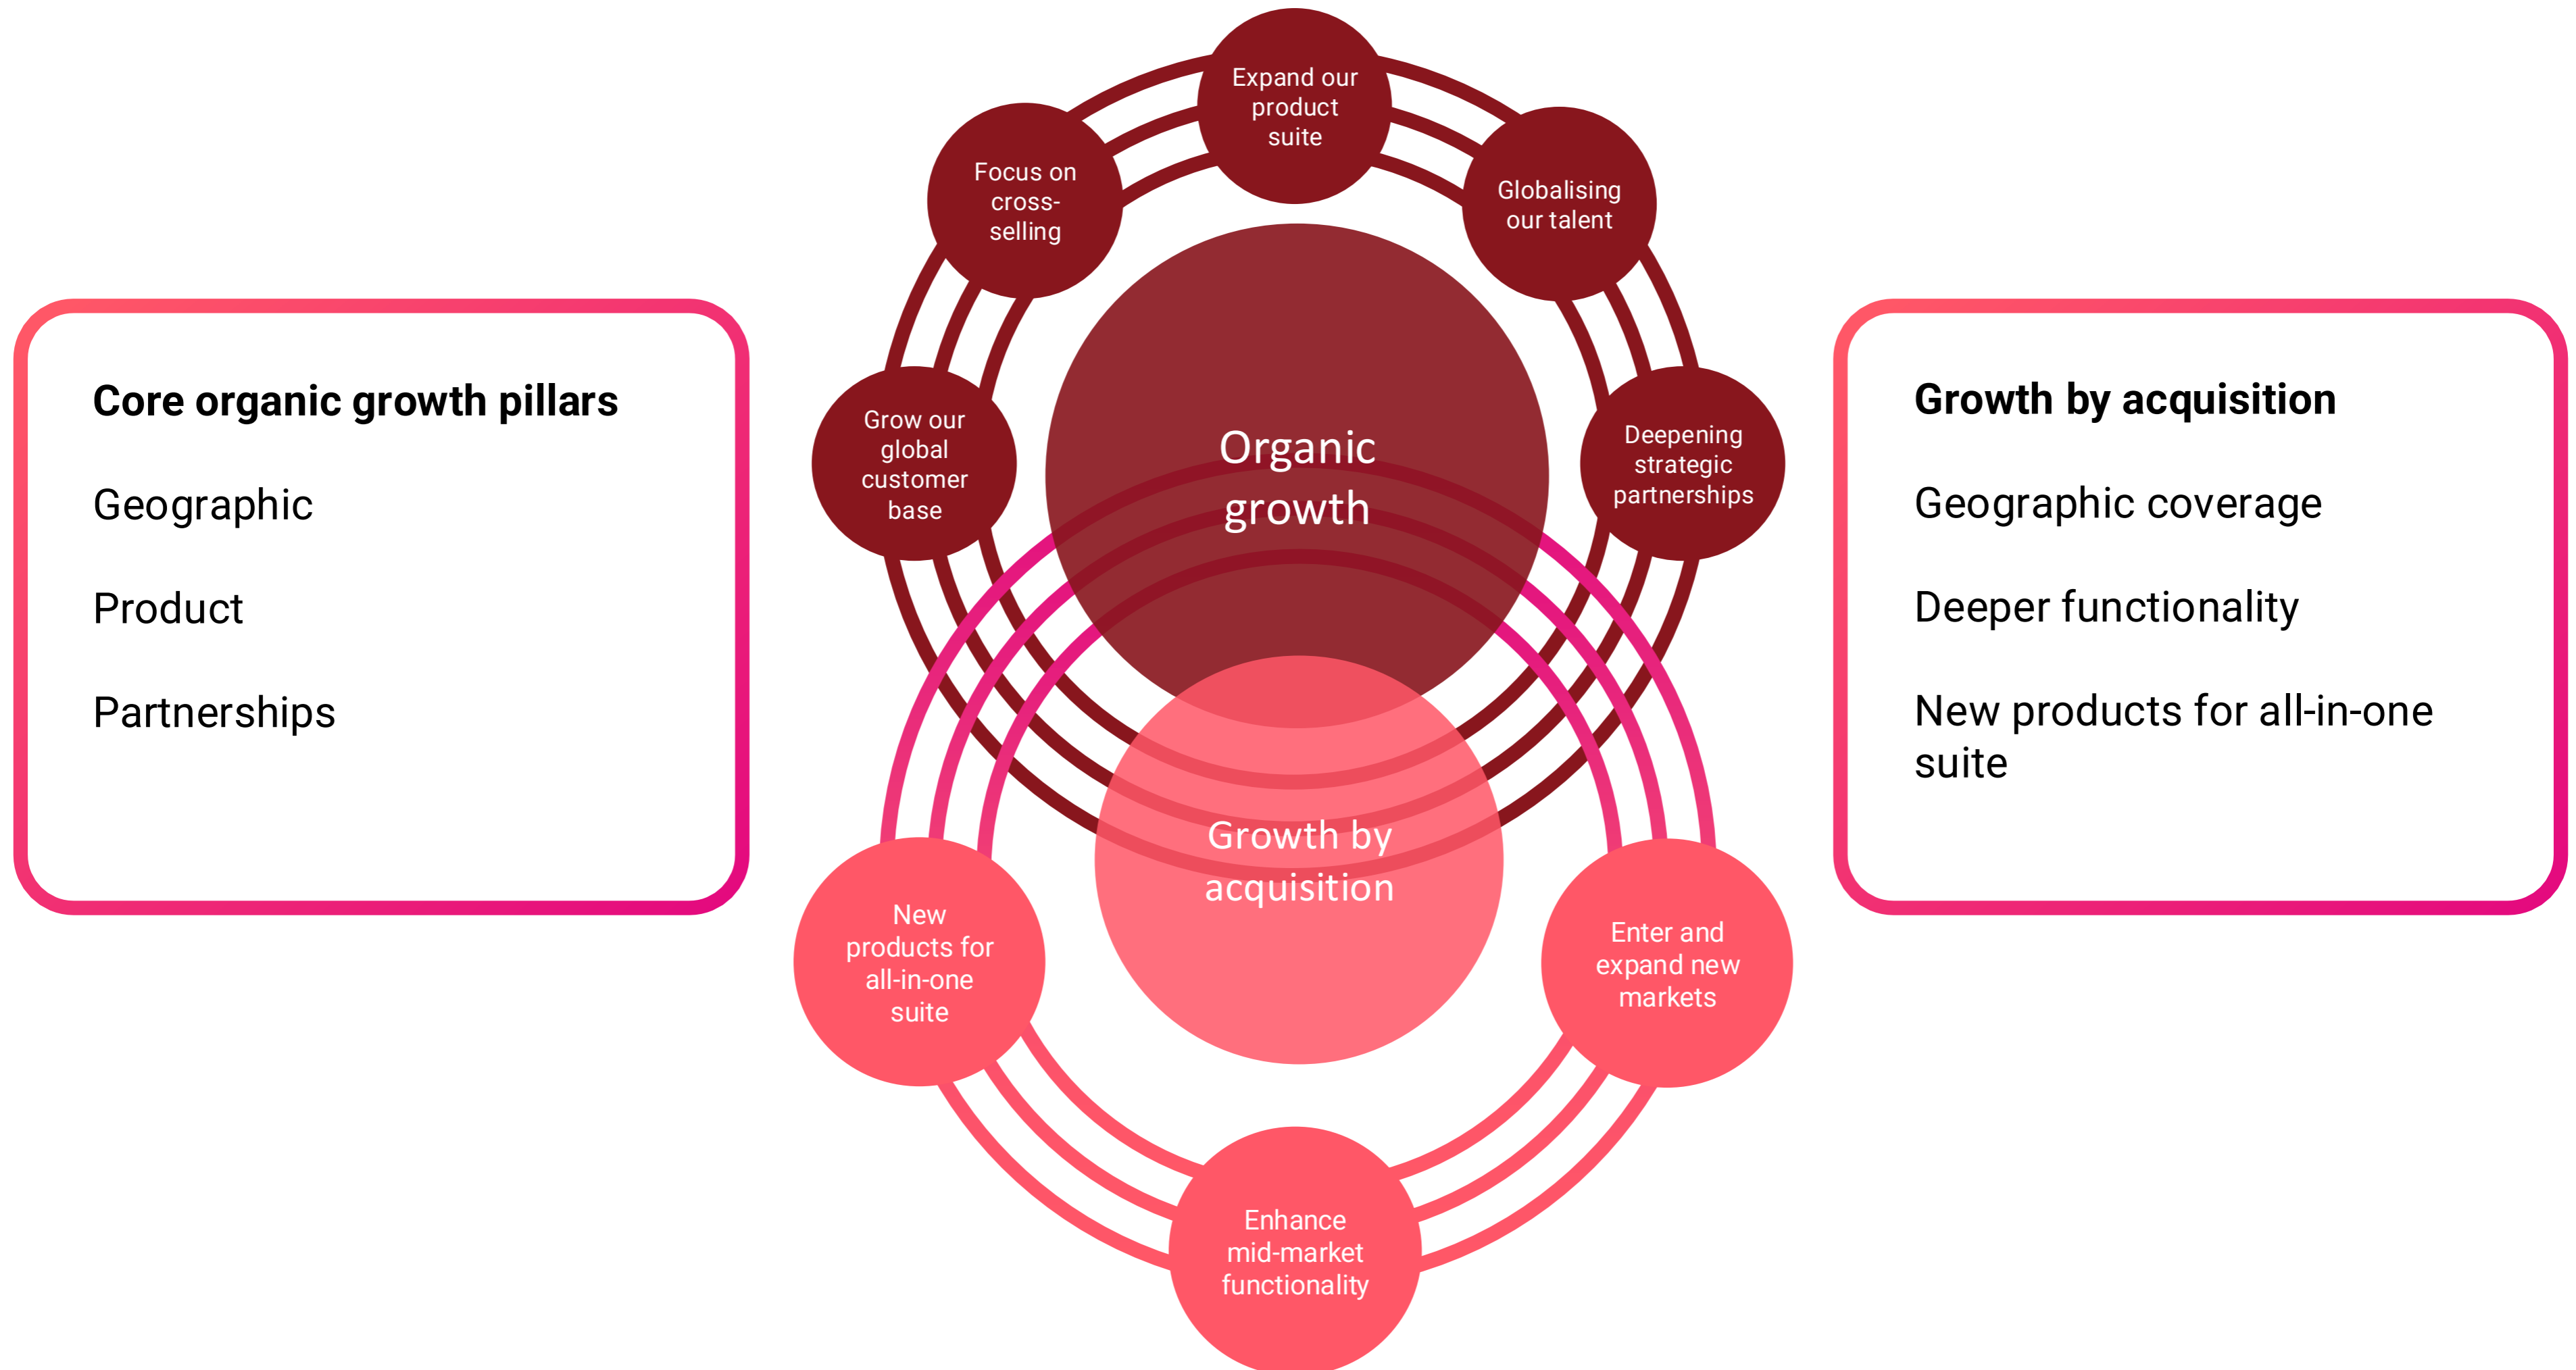 Core organic growth pillars
Geographic
Product
Partnerships
Expand our
product
suite
Focus on
cross-
selling
Globalising
our talent
Grow our
global
customer
base
Deepening
strategic
partnerships
Organic
growth
Growth by
acquisition
New
products for
all-in-one
suite
Enter and
expand new
markets
Enhance
mid-market
functionality
Growth by acquisition
Geographic coverage
Deeper functionality
New products for all-in-one
suite